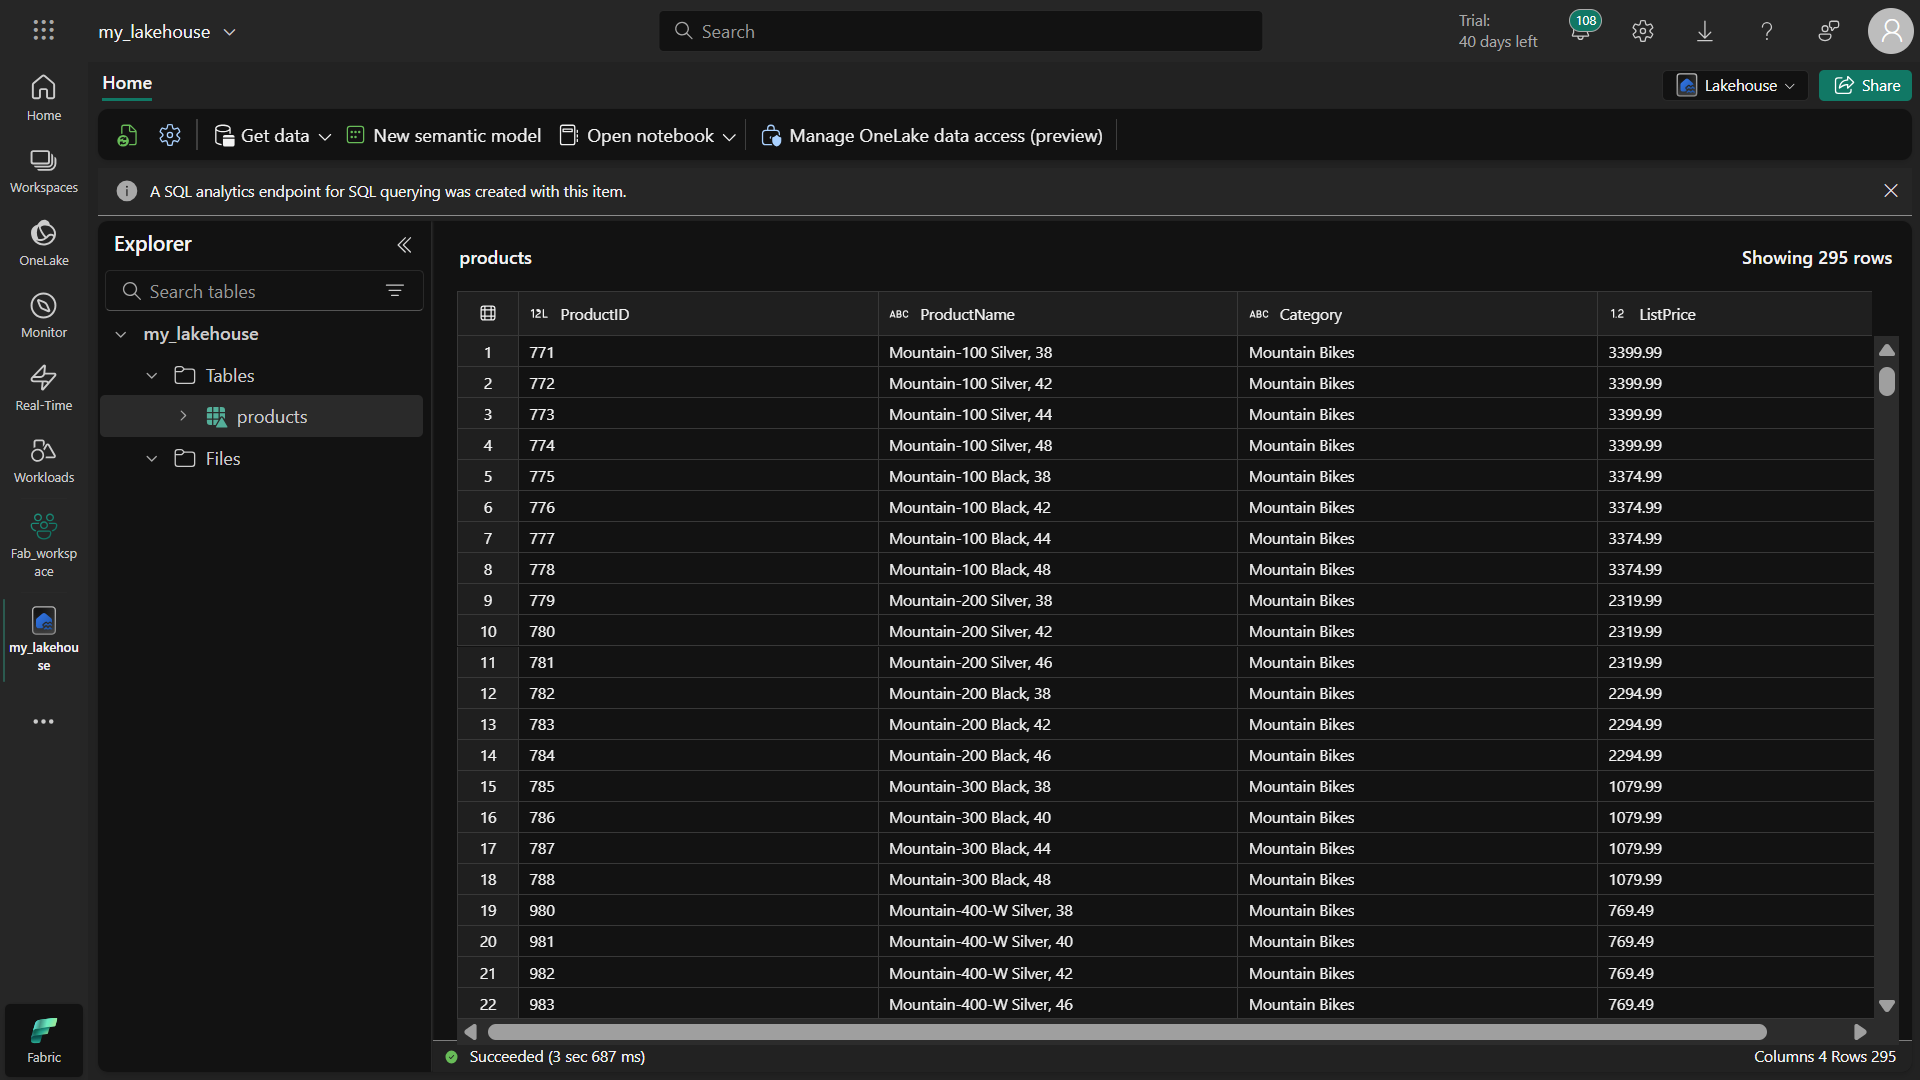 my_lakehouse
Search
Trial:
40 days left
108
Home
Workspaces
OneLake
Monitor
Real-Time
Workloads
Fab_worksp
ace
my_lakehou
se
Fabric
Home
Lakehouse
Share
Get data
New semantic model
Open notebook
Manage OneLake data access (preview)
A SQL analytics endpoint for SQL querying was created with this item.
Explorer
Search tables
my_lakehouse
Tables
products
Files
products
Showing 295 rows
12L ProductID ABC ProductName ABC Category 1.2 ListPrice
1 771 Mountain-100 Silver, 38 Mountain Bikes 3399.99
2 772 Mountain-100 Silver, 42 Mountain Bikes 3399.99
3 773 Mountain-100 Silver, 44 Mountain Bikes 3399.99
4 774 Mountain-100 Silver, 48 Mountain Bikes 3399.99
5 775 Mountain-100 Black, 38 Mountain Bikes 3374.99
6 776 Mountain-100 Black, 42 Mountain Bikes 3374.99
7 777 Mountain-100 Black, 44 Mountain Bikes 3374.99
8 778 Mountain-100 Black, 48 Mountain Bikes 3374.99
9 779 Mountain-200 Silver, 38 Mountain Bikes 2319.99
10 780 Mountain-200 Silver, 42 Mountain Bikes 2319.99
11 781 Mountain-200 Silver, 46 Mountain Bikes 2319.99
12 782 Mountain-200 Black, 38 Mountain Bikes 2294.99
13 783 Mountain-200 Black, 42 Mountain Bikes 2294.99
14 784 Mountain-200 Black, 46 Mountain Bikes 2294.99
15 785 Mountain-300 Black, 38 Mountain Bikes 1079.99
16 786 Mountain-300 Black, 40 Mountain Bikes 1079.99
17 787 Mountain-300 Black, 44 Mountain Bikes 1079.99
18 788 Mountain-300 Black, 48 Mountain Bikes 1079.99
19 980 Mountain-400-W Silver, 38 Mountain Bikes 769.49
20 981 Mountain-400-W Silver, 40 Mountain Bikes 769.49
21 982 Mountain-400-W Silver, 42 Mountain Bikes 769.49
22 983 Mountain-400-W Silver, 46 Mountain Bikes 769.49
Succeeded (3 sec 687 ms)
Columns 4 Rows 295